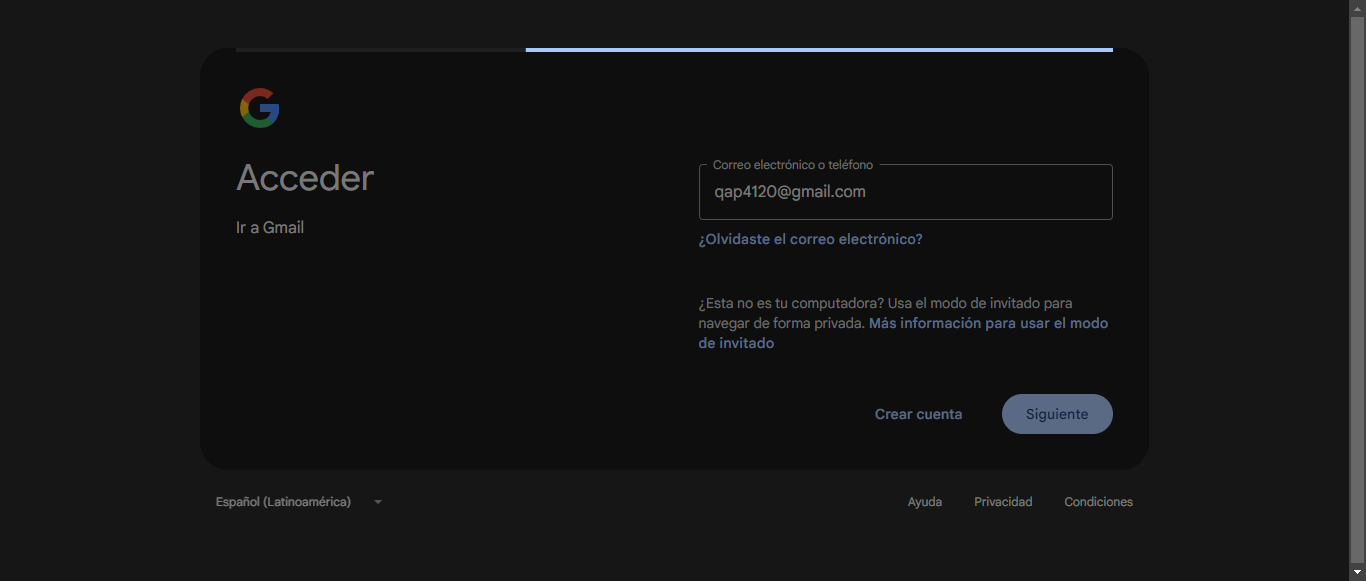 Acceder
Ir a Gmail
Correo electrónico o teléfono
qap4120@gmail.com
¿Olvidaste el correo electrónico?
¿Esta no es tu computadora? Usa el modo de invitado para
navegar de forma privada. Más información para usar el modo
de invitado
Crear cuenta
Siguiente
Español (Latinoamérica)
Ayuda
Privacidad
Condiciones